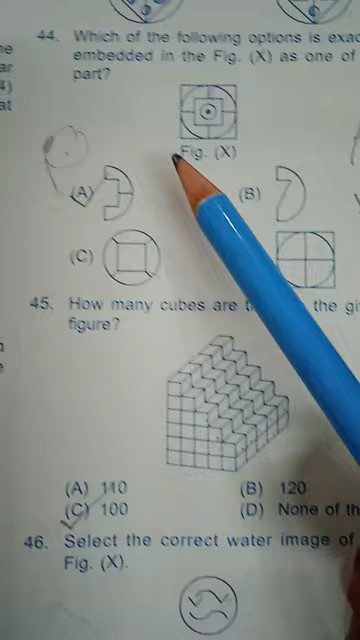 44. Which of the following options is exac
embedded in the Fig. (X) as one of
part?
Fig. (X)
(A) (B)
(C)
45. How many cubes are the gi
figure?
(A) 110 (B) 120
(C) 100 (D) None of th
46. Select the correct water image of
Fig. (X).